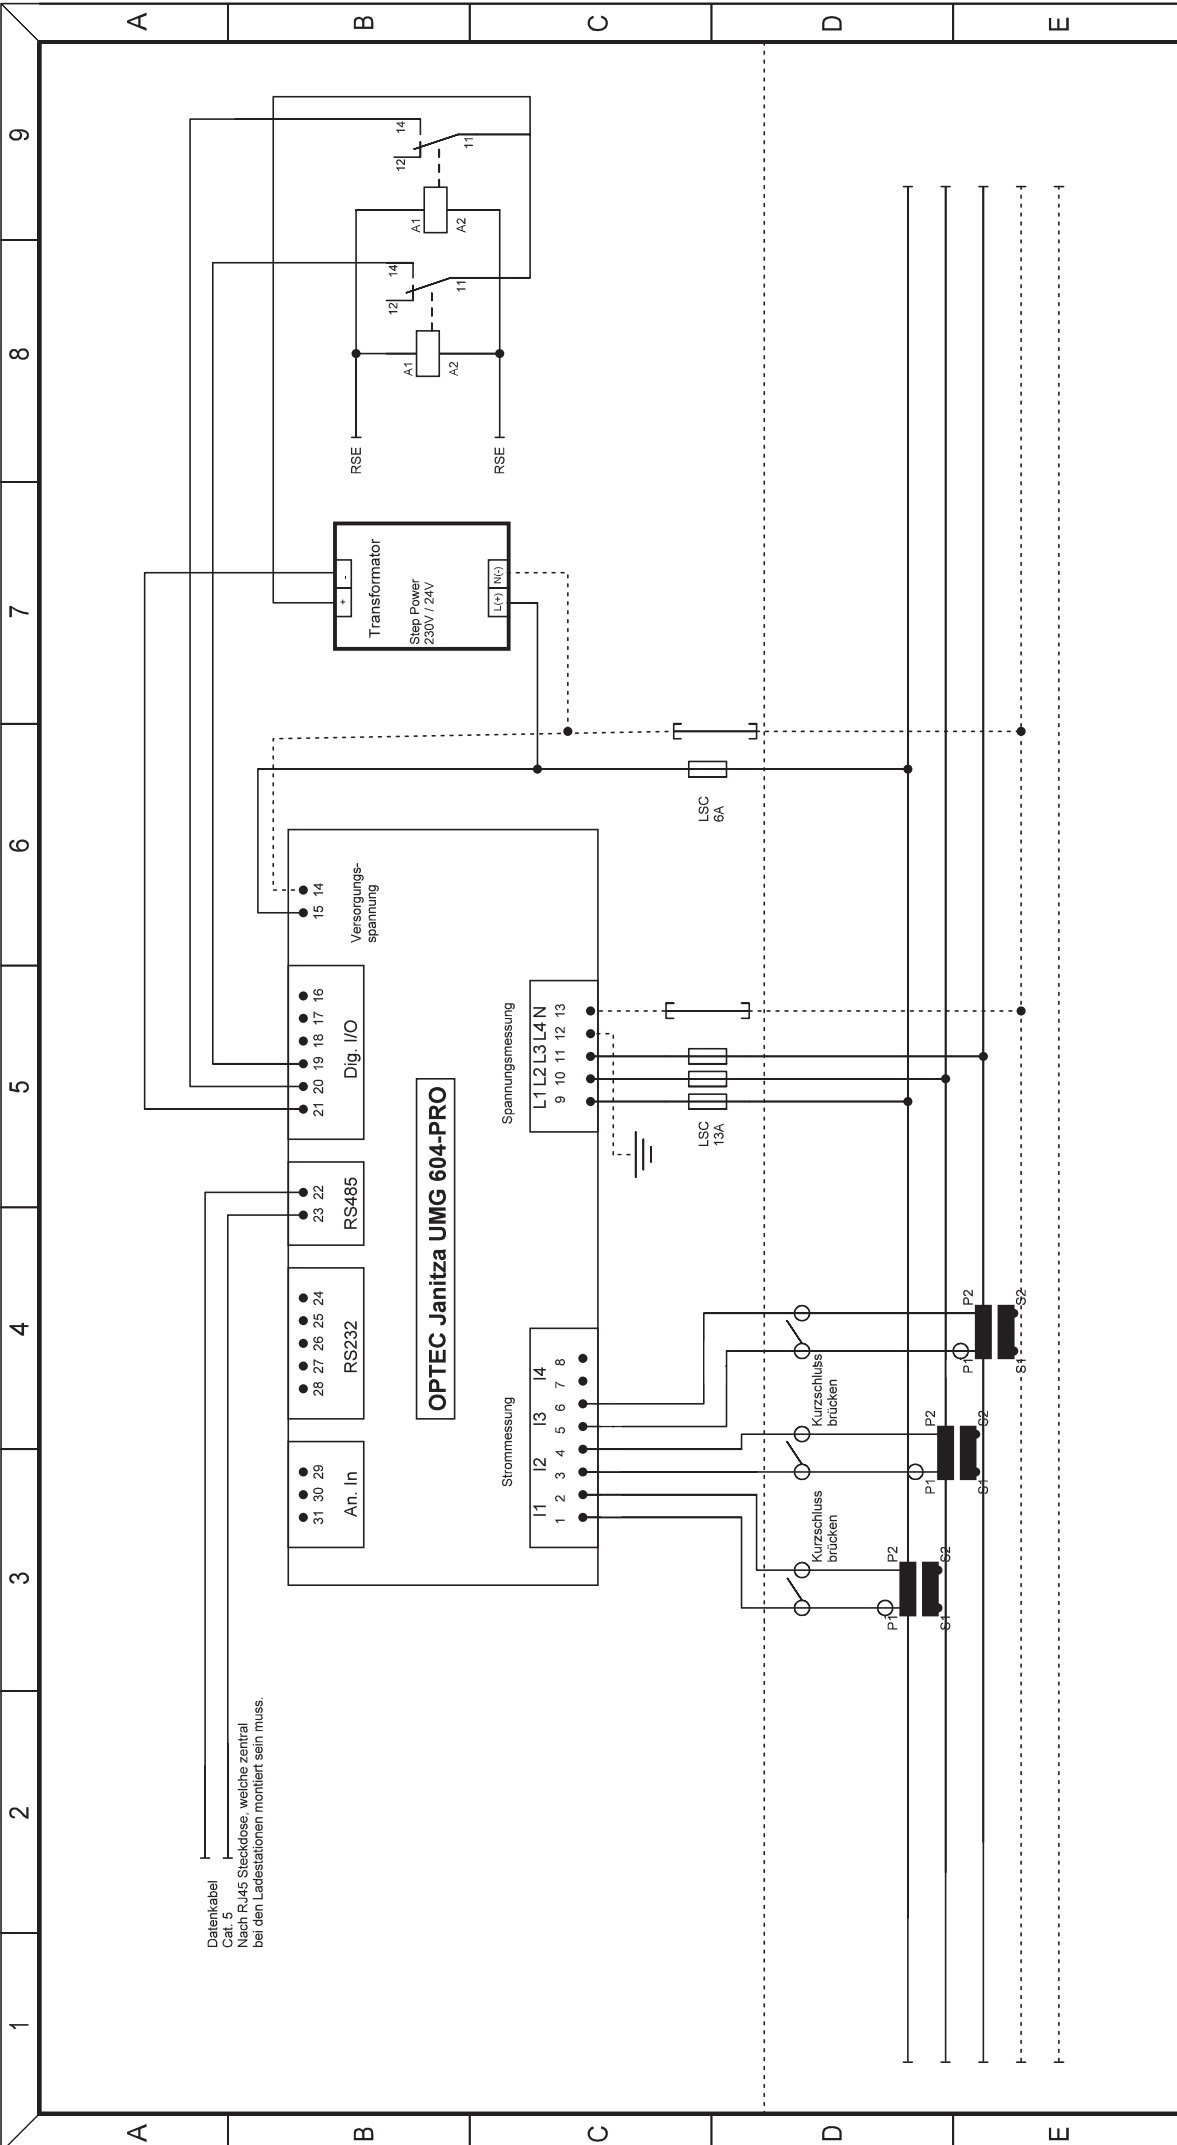 A
B
C
D
E
1
2
3
4
5
6
7
8
9
Datenkabel
Cat. 5
Nach RJ45 Steckdose, welche zentral
bei den Ladestationen montiert sein muss.
31 30 29
An. In
28 27 26 25 24
RS232
23 22
RS485
21 20 19 18 17 16
Dig. I/O
15 14
Versorgungs-
spannung
OPTEC Janitza UMG 604-PRO
Strommessung
I1 I2 I3 I4
1 2 3 4 5 6 7 8
Spannungsmessung
L1 L2 L3 L4 N
9 10 11 12 13
+ -
Transformator
Step Power
230V / 24V
L(+) N(-)
RSE
RSE
A1
A2
12
14
11
A1
A2
12
14
11
LSC
13A
LSC
6A
Kurzschluss
brücken
Kurzschluss
brücken
P1
P2
S1
S2
P1
P2
S1
S2
P1
P2
S1
S2
A
B
C
D
E